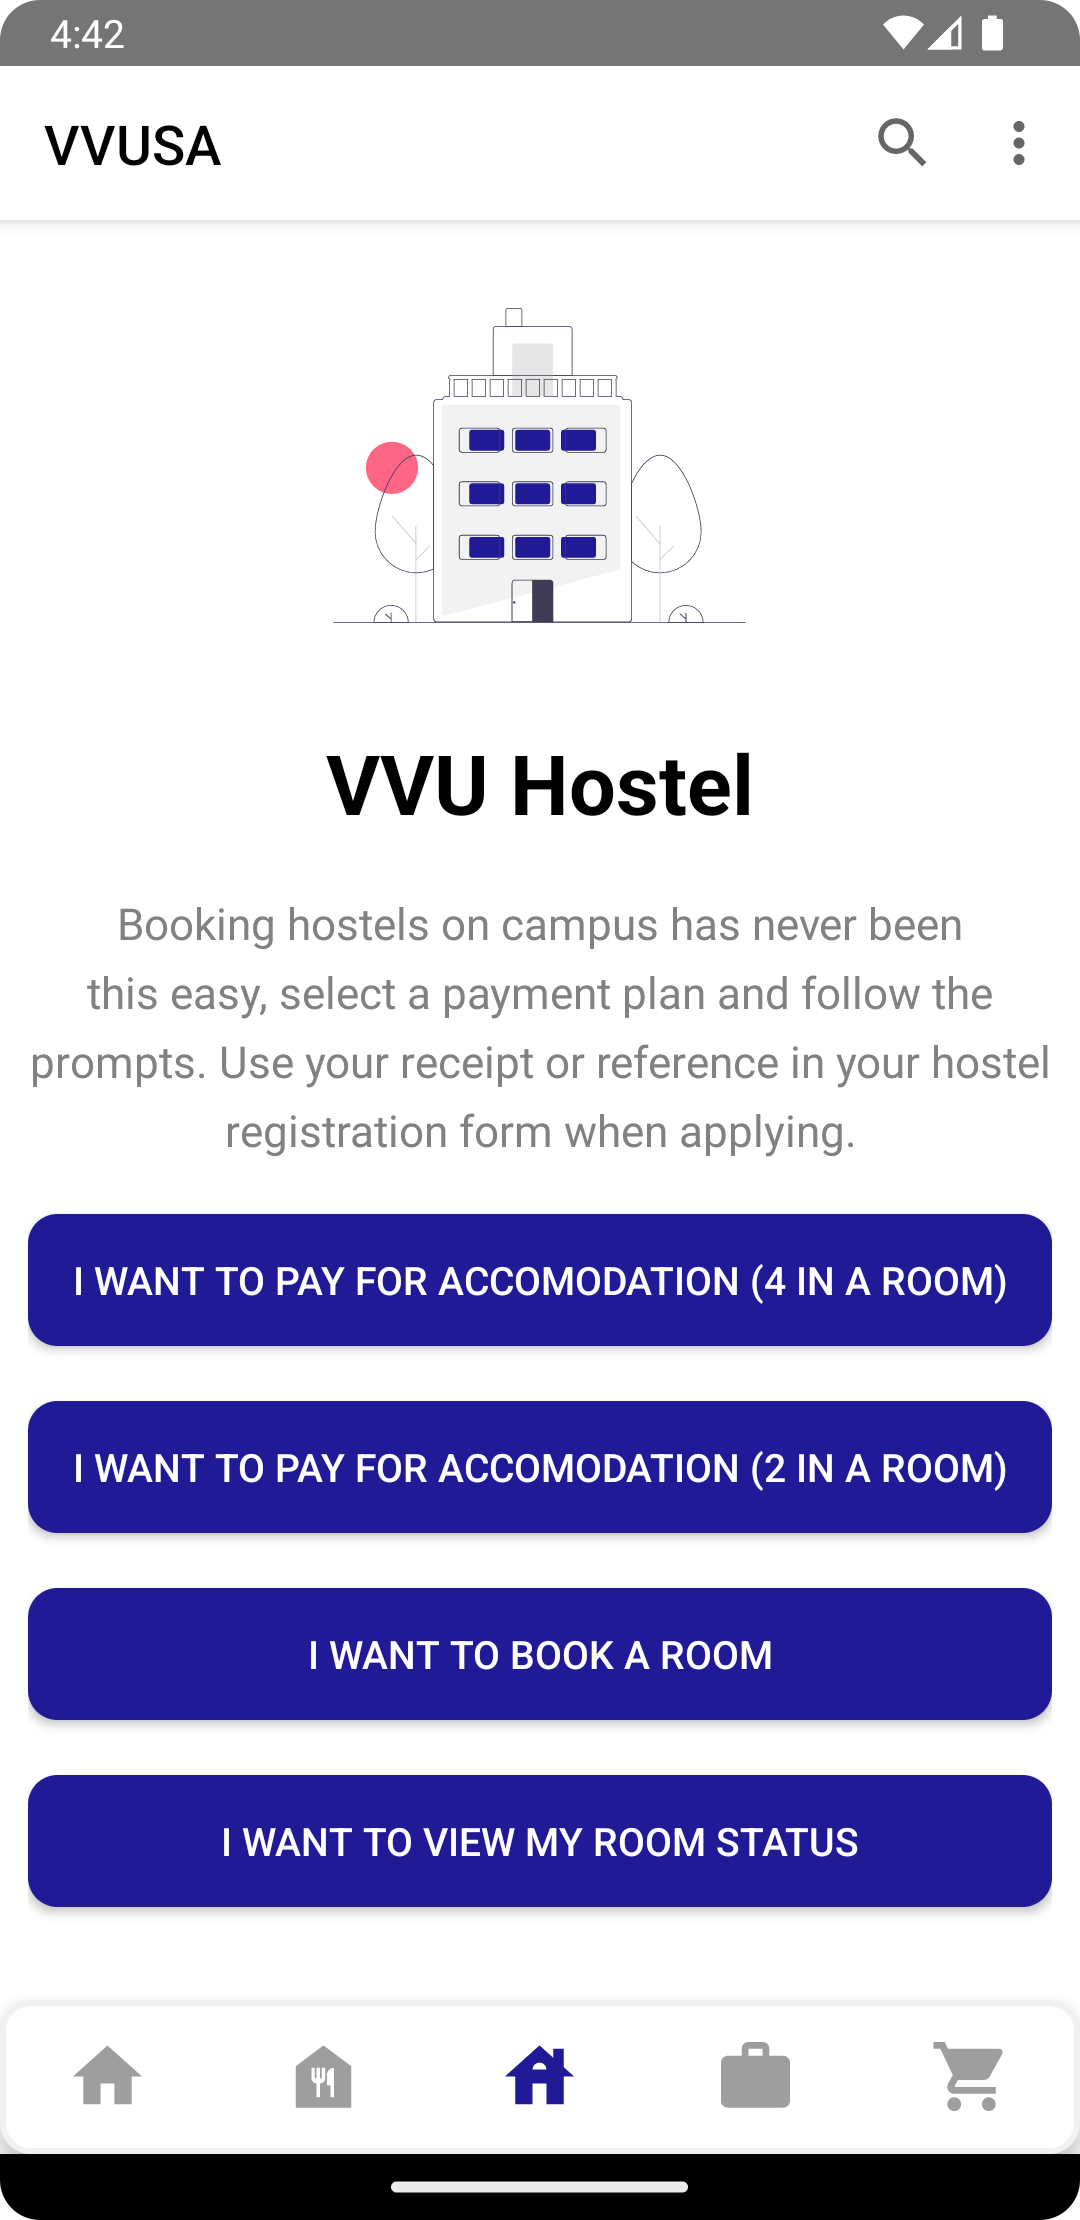 4:42
VVUSA
VVU Hostel
Booking hostels on campus has never been
this easy, select a payment plan and follow the
prompts. Use your receipt or reference in your hostel
registration form when applying.
I WANT TO PAY FOR ACCOMODATION (4 IN A ROOM)
I WANT TO PAY FOR ACCOMODATION (2 IN A ROOM)
I WANT TO BOOK A ROOM
I WANT TO VIEW MY ROOM STATUS